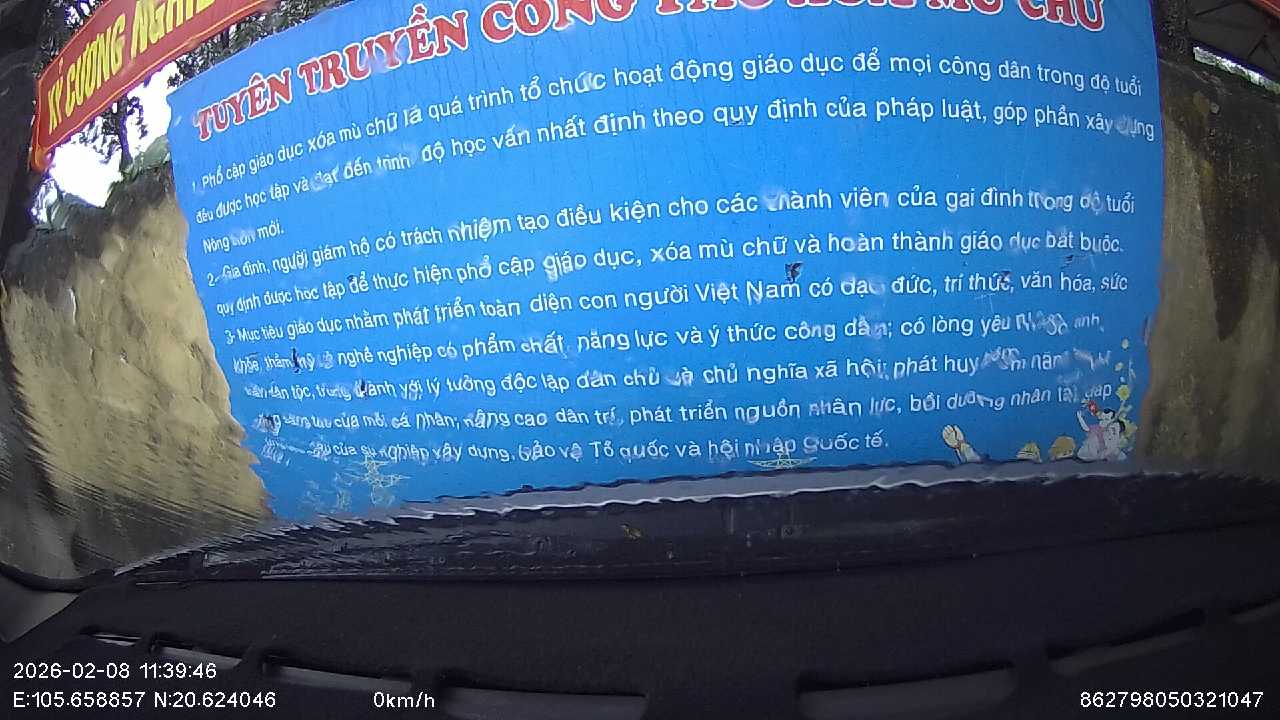 KỶ CƯƠNG NGHIÊ
TUYÊN TRUYỀN CÔNG TÁC XÓA MÙ CHỮ
1. Phổ cập giáo dục xóa mù chữ là quá trình tổ chức hoạt động giáo dục để mọi công dân trong độ tuổi
đều được học tập và đạt đến trình độ học vấn nhất định theo quy định của pháp luật, góp phần xây dựng
Nông thôn mới.
2- Gia đình, người giám hộ có trách nhiệm tạo điều kiện cho các thành viên của gai đình trong độ tuổi
quy định được học tập để thực hiện phổ cập giáo dục, xóa mù chữ và hoàn thành giáo dục bắt buộc.
3- Mục tiêu giáo dục nhằm phát triển toàn diện con người Việt Nam có đạo đức, tri thức, văn hóa, sức
khỏe, thẩm mỹ và nghề nghiệp có phẩm chất, năng lực và ý thức công dân; có lòng yêu
dân tộc, trung thành với lý tưởng độc lập dân chủ và chủ nghĩa xã hội; phát huy
của mỗi cá nhân; nâng cao dân trí, phát triển nguồn nhân lực, bồi dưỡng nhân tài, đáp
của sự nghiệp xây dựng, bảo vệ Tổ quốc và hội nhập quốc tế.
2026-02-08 11:39:46
E:105.658857 N:20.624046 0km/h 862798050321047